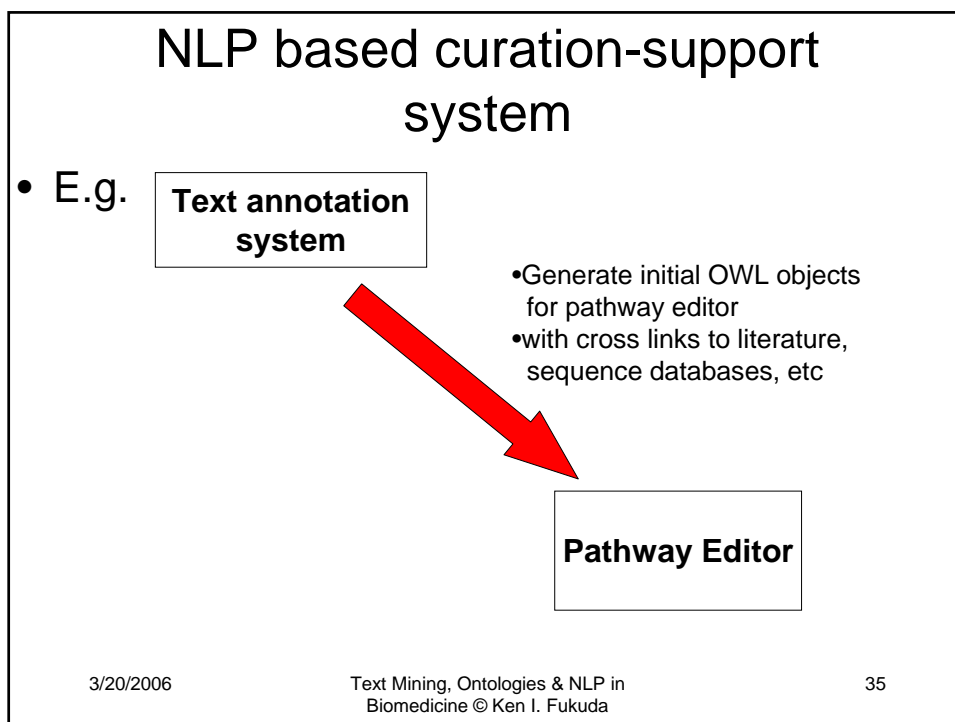 NLP based curation-support
system
• E.g.
Text annotation
system
•Generate initial OWL objects
for pathway editor
•with cross links to literature,
sequence databases, etc
Pathway Editor
3/20/2006
Text Mining, Ontologies & NLP in
Biomedicine © Ken I. Fukuda
35